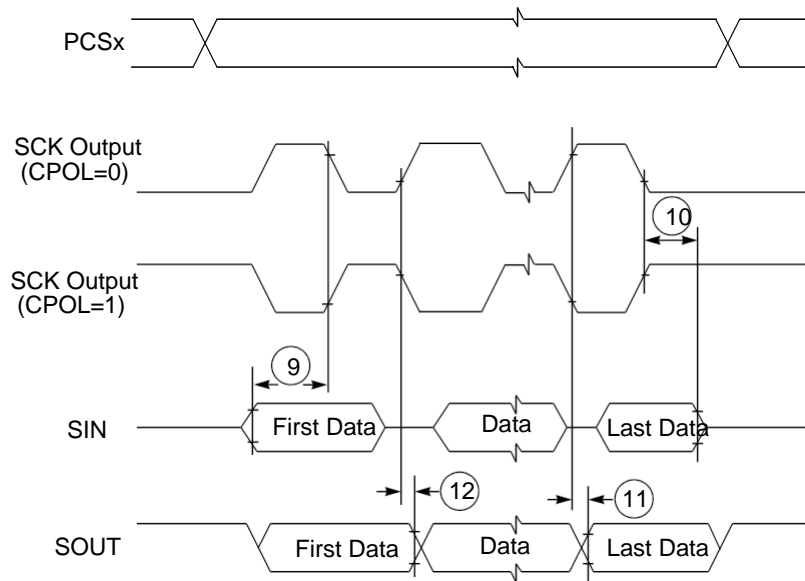 PCSx
SCK Output
(CPOL=0)
10
SCK Output
(CPOL=1)
9
SIN
First Data
Data
Last Data
12
11
SOUT
First Data
Data
Last Data